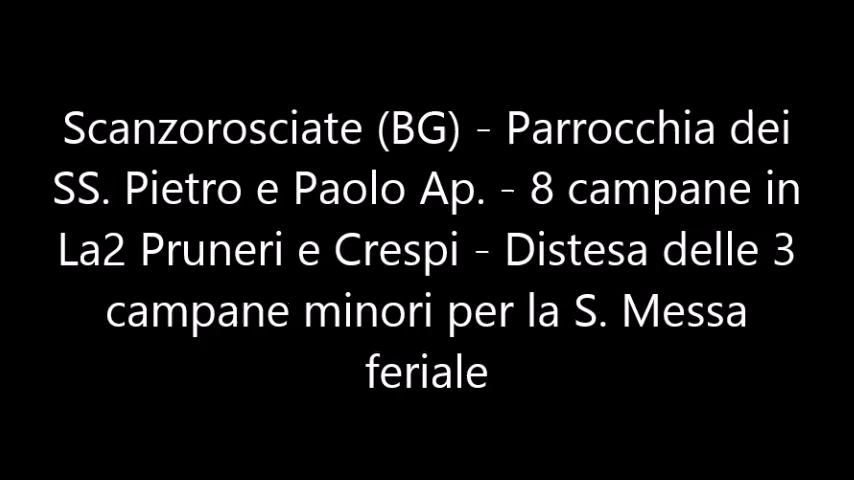 Scanzorosciate (BG) - Parrocchia dei
SS. Pietro e Paolo Ap. - 8 campane in
La2 Pruneri e Crespi - Distesa delle 3
campane minori per la S. Messa
feriale